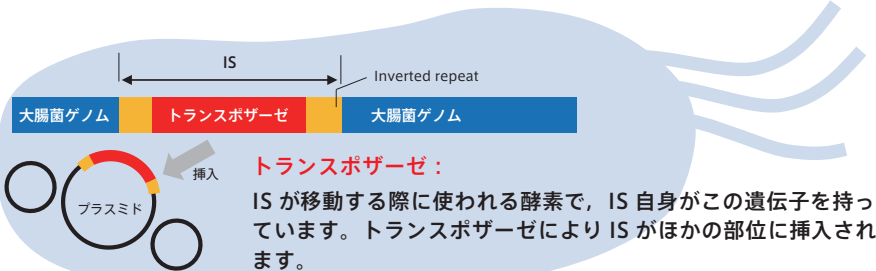 IS
Inverted repeat
大腸菌ゲノム
トランスポザーゼ
大腸菌ゲノム
挿入
プラスミド
トランスポザーゼ：
IS が移動する際に使われる酵素で，IS 自身がこの遺伝子を持っ
ています。トランスポザーゼにより IS がほかの部位に挿入され
ます。